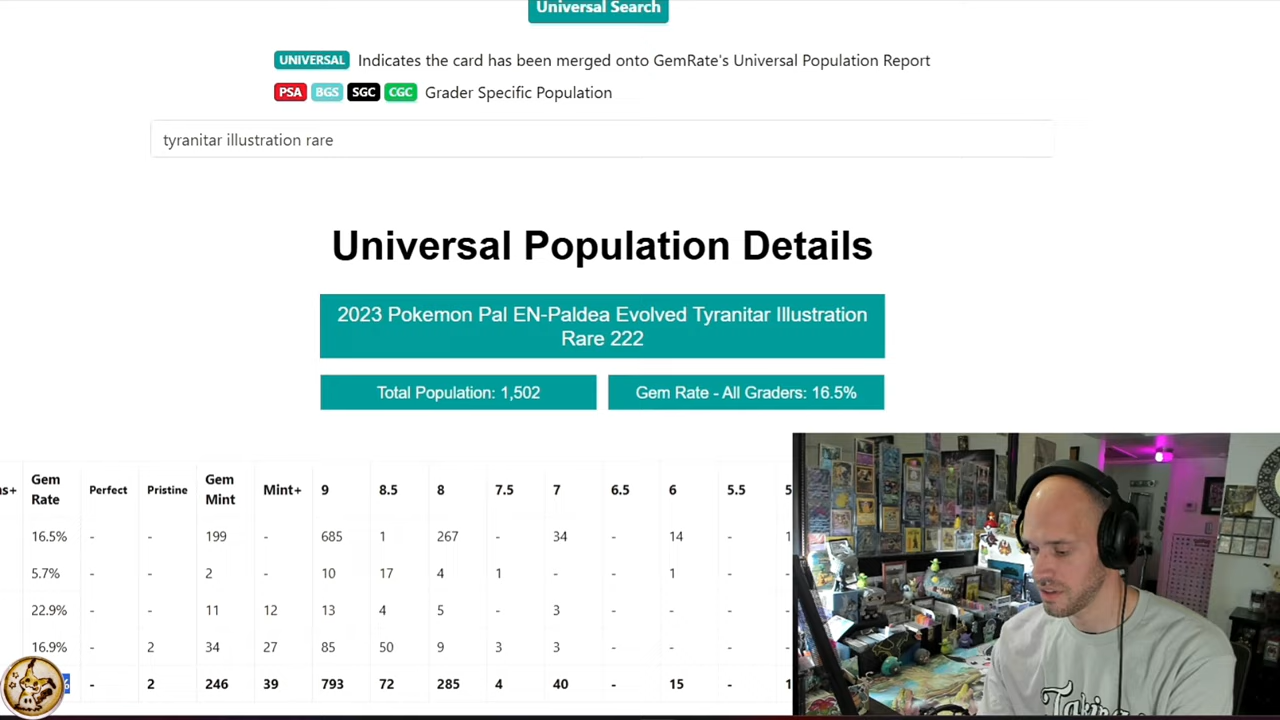 Universal Search
UNIVERSAL Indicates the card has been merged onto GemRate's Universal Population Report
PSA BGS SGC CGC Grader Specific Population
tyranitar illustration rare
Universal Population Details
2023 Pokemon Pal EN-Paldea Evolved Tyranitar Illustration
Rare 222
Total Population: 1,502 Gem Rate - All Graders: 16.5%
Gem Rate Perfect Pristine Gem Mint Mint+ 9 8.5 8 7.5 7 6.5 6 5.5
16.5% - - 199 - 685 1 267 - 34 - 14 -
5.7% - - 2 - 10 17 4 1 - - 1 -
22.9% - - 11 12 13 4 5 - 3 - - -
16.9% - 2 34 27 85 50 9 3 3 - - -
- 2 246 39 793 72 285 4 40 - 15 -